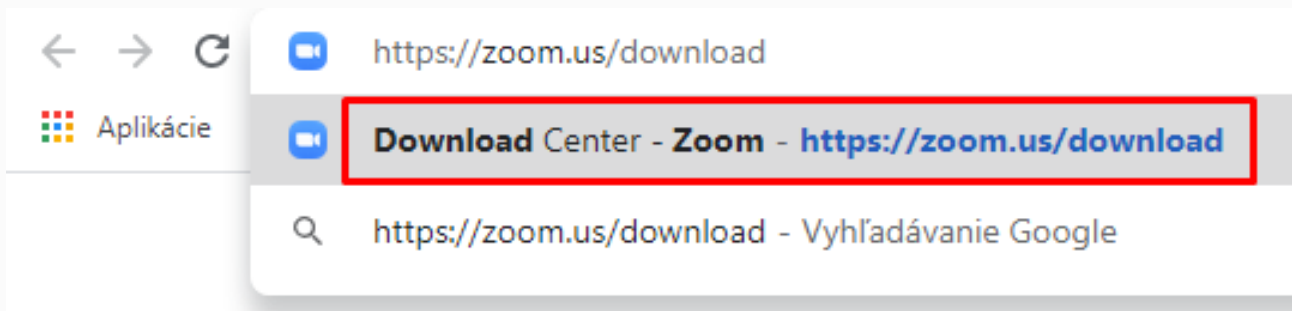 https://zoom.us/download
Aplikácie
Download Center - Zoom - https://zoom.us/download
https://zoom.us/download - Vyhľadávanie Google